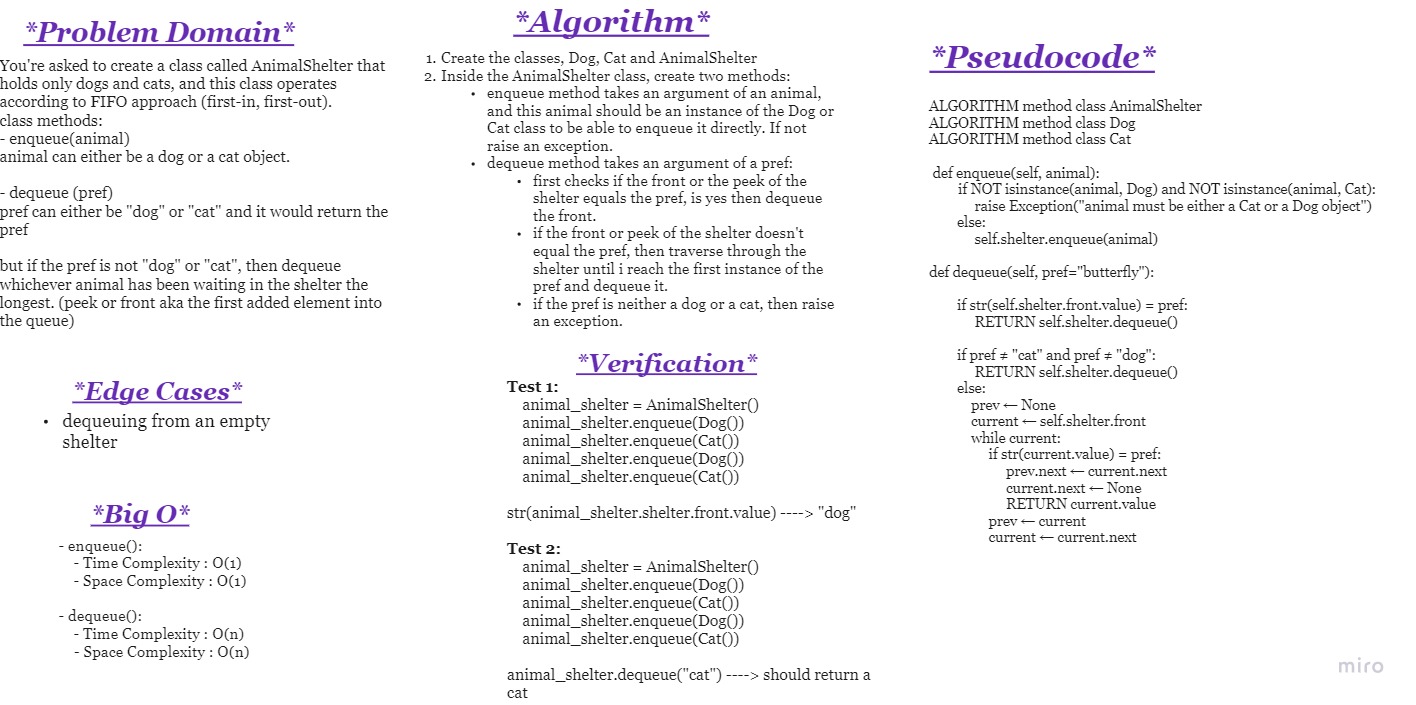 *Problem Domain*
You're asked to create a class called AnimalShelter that
holds only dogs and cats, and this class operates
according to FIFO approach (first-in, first-out).
class methods:
- enqueue(animal)
animal can either be a dog or a cat object.
- dequeue (pref)
pref can either be "dog" or "cat" and it would return the
pref
but if the pref is not "dog" or "cat", then dequeue
whichever animal has been waiting in the shelter the
longest. (peek or front aka the first added element into
the queue)
*Edge Cases*
• dequeuing from an empty
shelter
*Big O*
- enqueue():
- Time Complexity : O(1)
- Space Complexity : O(1)
- dequeue():
- Time Complexity : O(n)
- Space Complexity : O(n)
*Algorithm*
1. Create the classes, Dog, Cat and AnimalShelter
2. Inside the AnimalShelter class, create two methods:
• enqueue method takes an argument of an animal,
and this animal should be an instance of the Dog or
Cat class to be able to enqueue it directly. If not
raise an exception.
• dequeue method takes an argument of a pref:
• first checks if the front or the peek of the
shelter equals the pref, is yes then dequeue
the front.
• if the front or peek of the shelter doesn't
equal the pref, then traverse through the
shelter until i reach the first instance of the
pref and dequeue it.
• if the pref is neither a dog or a cat, then raise
an exception.
*Verification*
Test 1:
animal_shelter = AnimalShelter()
animal_shelter.enqueue(Dog())
animal_shelter.enqueue(Cat())
animal_shelter.enqueue(Dog())
animal_shelter.enqueue(Cat())
str(animal_shelter.shelter.front.value) ----> "dog"
Test 2:
animal_shelter = AnimalShelter()
animal_shelter.enqueue(Dog())
animal_shelter.enqueue(Cat())
animal_shelter.enqueue(Dog())
animal_shelter.enqueue(Cat())
animal_shelter.dequeue("cat") ----> should return a
cat
*Pseudocode*
ALGORITHM method class AnimalShelter
ALGORITHM method class Dog
ALGORITHM method class Cat
def enqueue(self, animal):
if NOT isinstance(animal, Dog) and NOT isinstance(animal, Cat):
raise Exception("animal must be either a Cat or a Dog object")
else:
self.shelter.enqueue(animal)
def dequeue(self, pref="butterfly"):
if str(self.shelter.front.value) = pref:
RETURN self.shelter.dequeue()
if pref ≠ "cat" and pref ≠ "dog":
RETURN self.shelter.dequeue()
else:
prev ← None
current ← self.shelter.front
while current:
if str(current.value) = pref:
prev.next ← current.next
current.next ← None
RETURN current.value
prev ← current
current ← current.next
miro